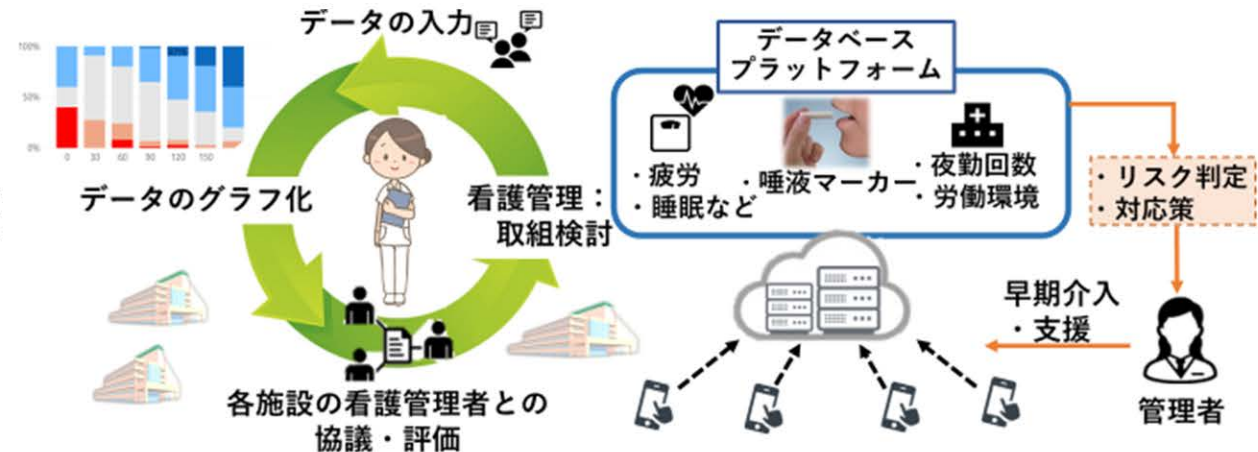 データの入力
100%
50%
0%
0
30
60
90
120
150
データのグラフ化
看護管理:
取組検討
各施設の看護管理者との
協議・評価
データベース
プラットフォーム
・疲労
・睡眠など
・唾液マーカー
・夜勤回数
・労働環境
・リスク判定
・対応策
早期介入
・支援
管理者